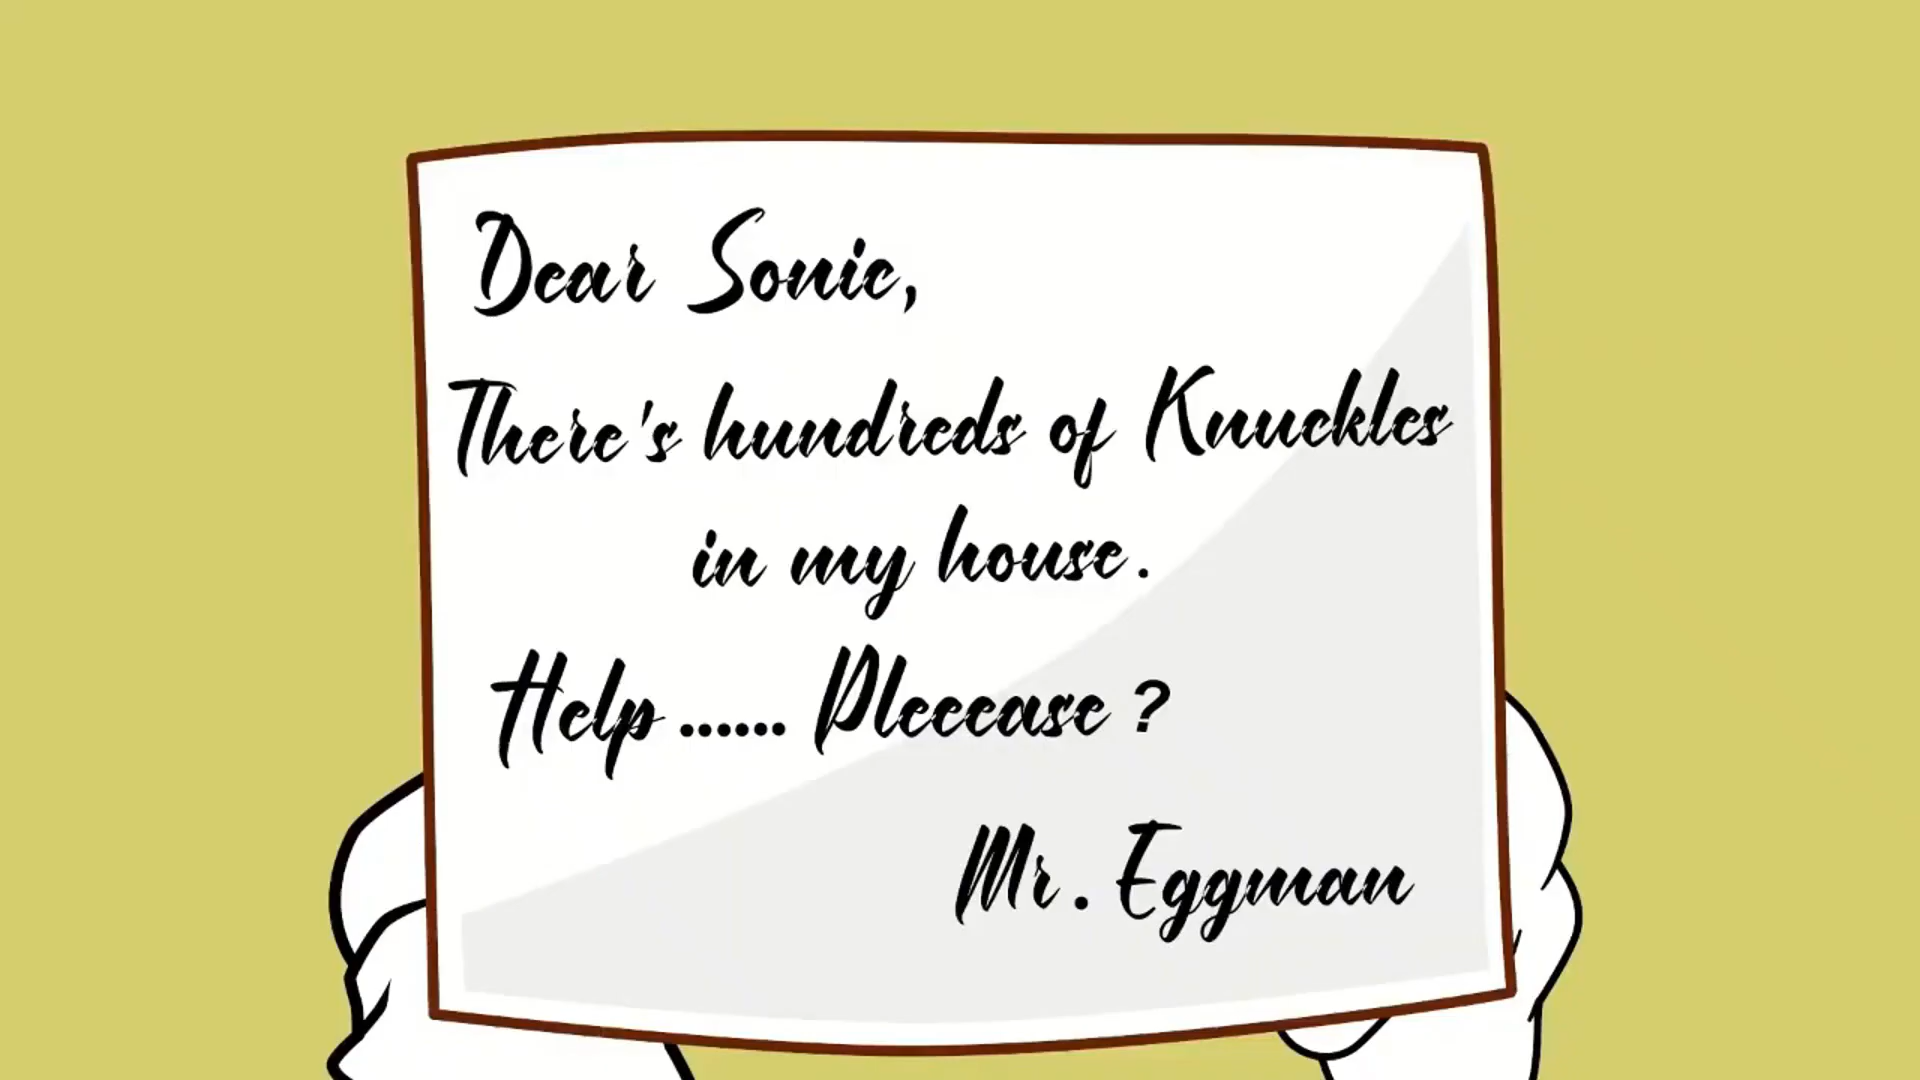 Dear Sonic,
There's hundreds of Knuckles
in my house.
Help...... Pleeease?
Mr. Eggman